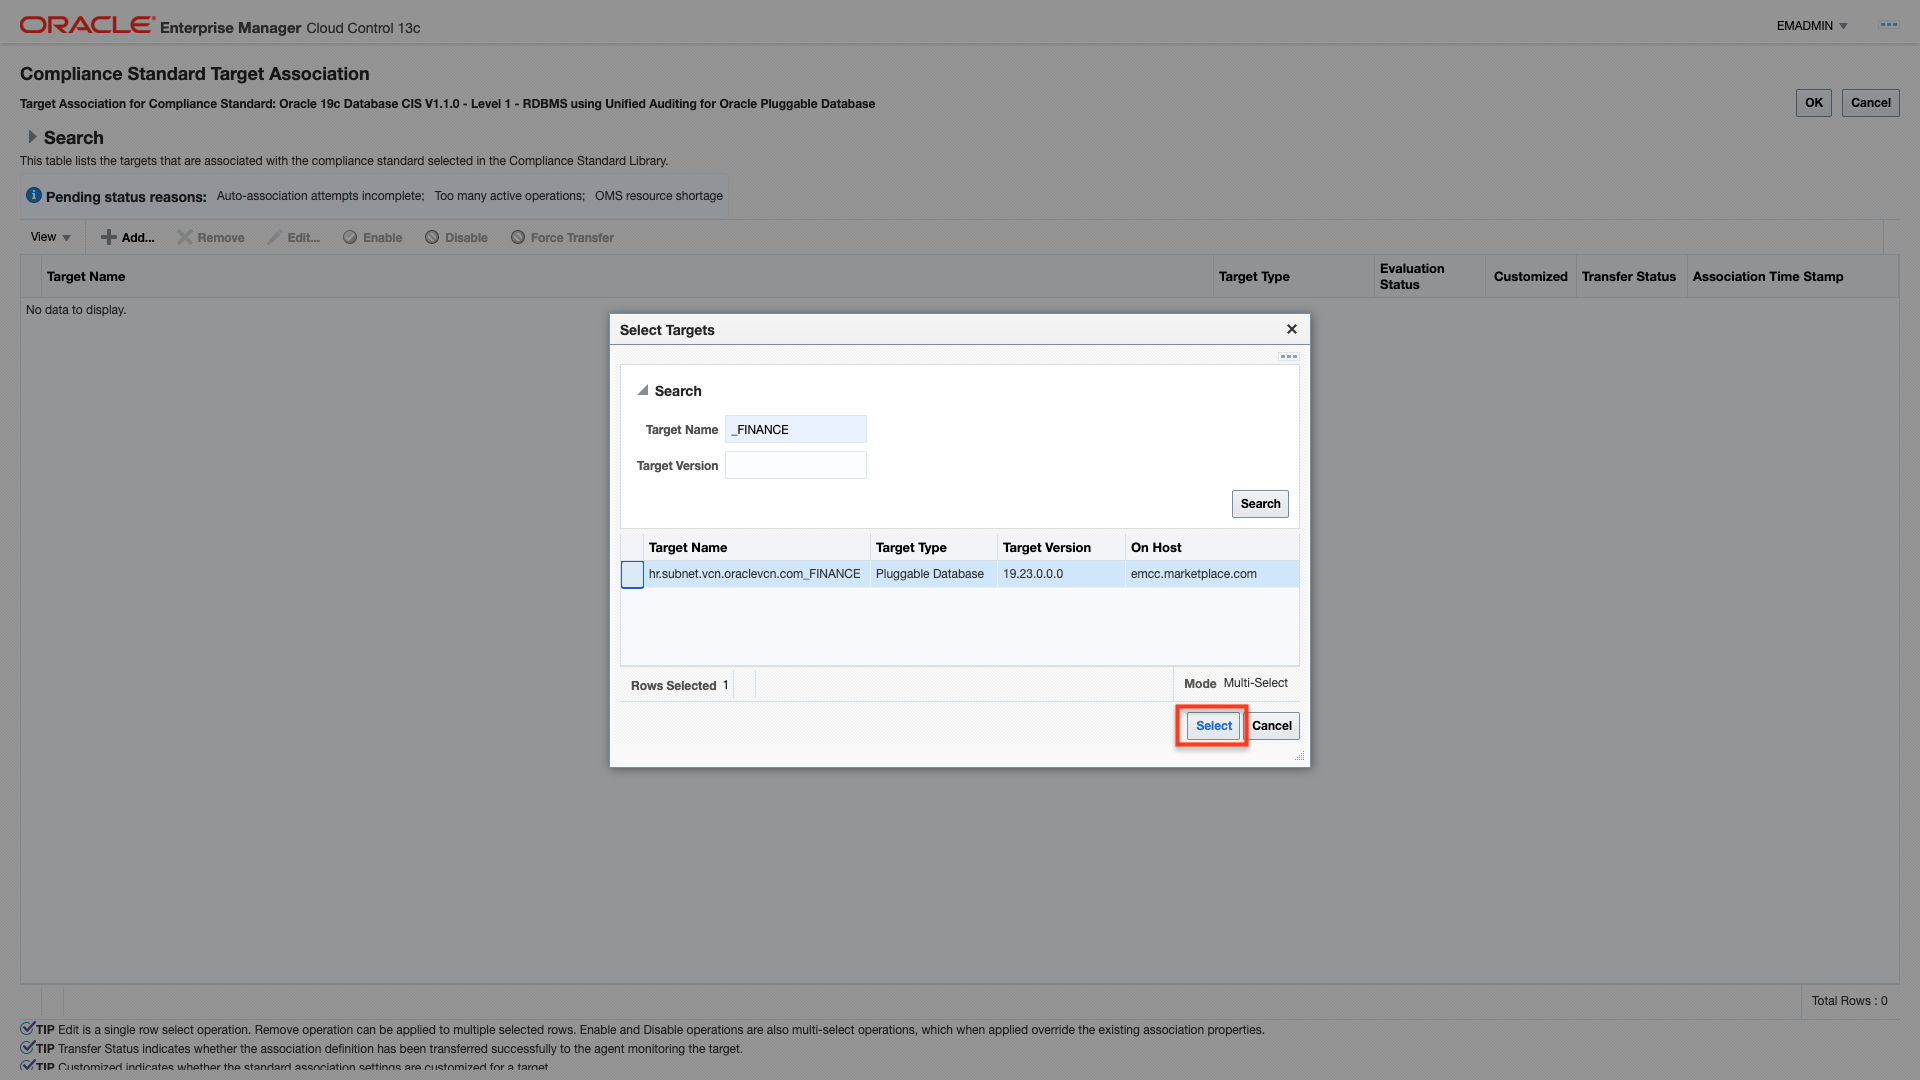 ORACLE Enterprise Manager Cloud Control 13c
EMADMIN
Compliance Standard Target Association
Target Association for Compliance Standard: Oracle 19c Database CIS V1.1.0 - Level 1 - RDBMS using Unified Auditing for Oracle Pluggable Database
OK Cancel
Search
This table lists the targets that are associated with the compliance standard selected in the Compliance Standard Library.
Pending status reasons: Auto-association attempts incomplete; Too many active operations; OMS resource shortage
View Add... Remove Edit... Enable Disable Force Transfer
Target Name Target Type Evaluation Status Customized Transfer Status Association Time Stamp
No data to display.
Select Targets
Search
Target Name _FINANCE
Target Version
Search
Target Name Target Type Target Version On Host
hr.subnet.vcn.oraclevcn.com_FINANCE Pluggable Database 19.23.0.0.0 emcc.marketplace.com
Rows Selected 1 Mode Multi-Select
Select Cancel
Total Rows : 0
TIP Edit is a single row select operation. Remove operation can be applied to multiple selected rows. Enable and Disable operations are also multi-select operations, which when applied override the existing association properties.
TIP Transfer Status indicates whether the association definition has been transferred successfully to the agent monitoring the target.
TIP Customized indicates whether the standard association settings are customized for a target.